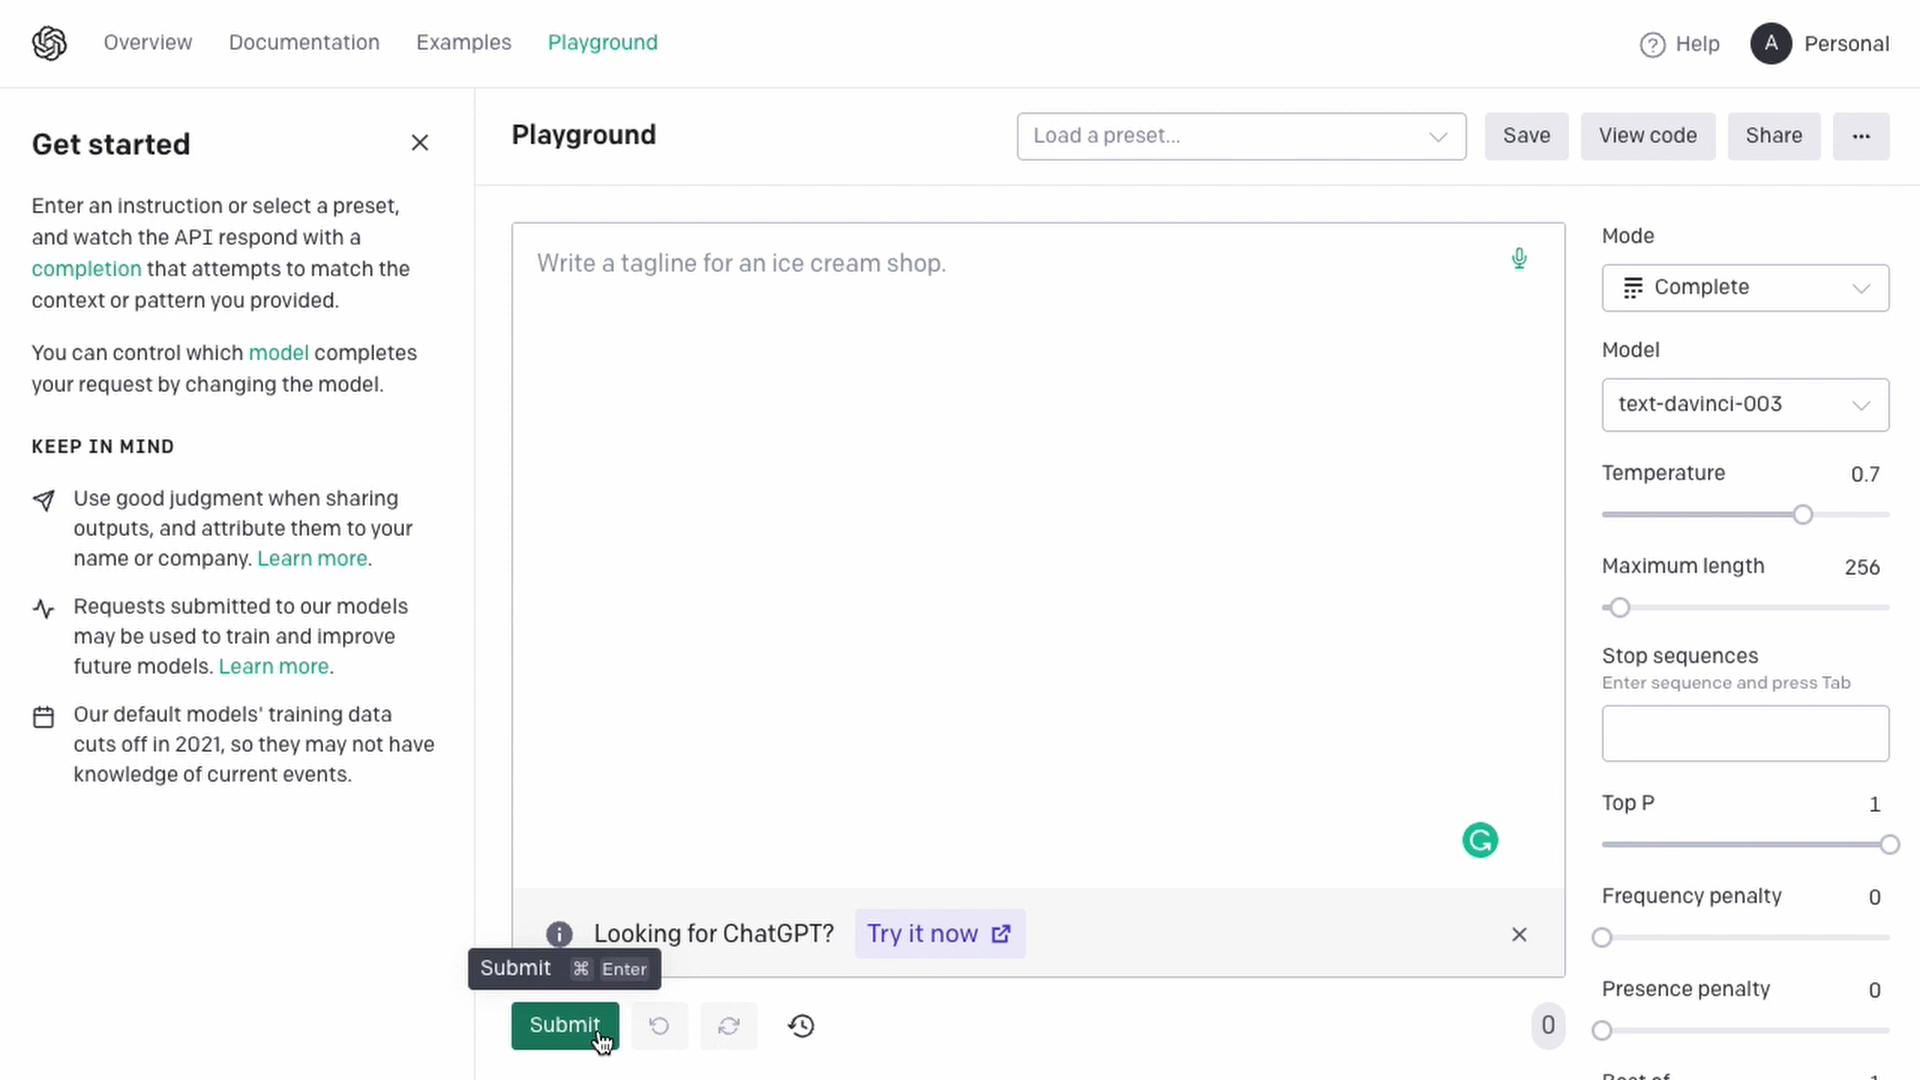 Overview
Documentation
Examples
Playground
Help
A
Personal
Get started
Enter an instruction or select a preset,
and watch the API respond with a
completion that attempts to match the
context or pattern you provided.
You can control which model completes
your request by changing the model.
KEEP IN MIND
Use good judgment when sharing
outputs, and attribute them to your
name or company. Learn more.
Requests submitted to our models
may be used to train and improve
future models. Learn more.
Our default models' training data
cuts off in 2021, so they may not have
knowledge of current events.
Playground
Load a preset...
Save
View code
Share
Write a tagline for an ice cream shop.
Looking for ChatGPT?
Try it now
Submit ⌘ Enter
Submit
0
Mode
Complete
Model
text-davinci-003
Temperature 0.7
Maximum length 256
Stop sequences
Enter sequence and press Tab
Top P 1
Frequency penalty 0
Presence penalty 0
Best of 1